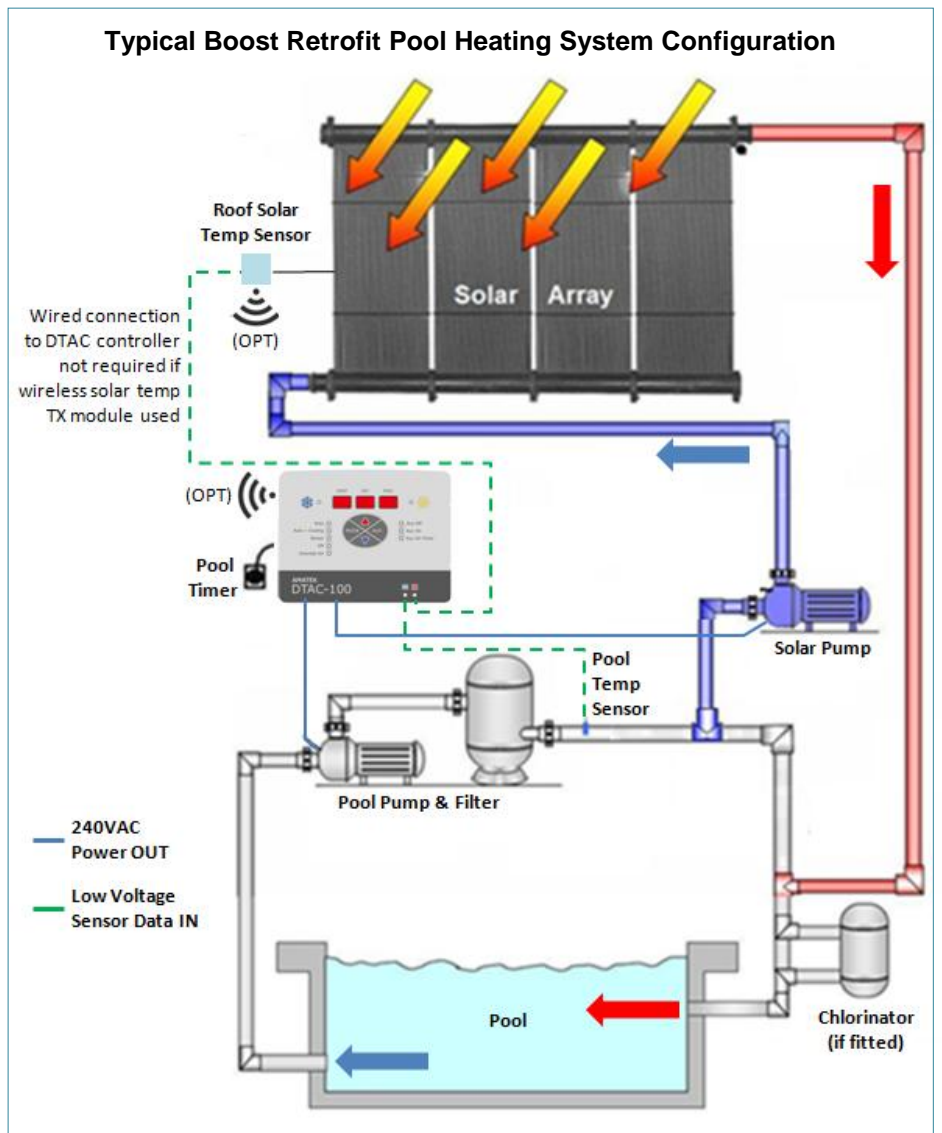 Typical Boost Retrofit Pool Heating System Configuration
Roof Solar
Temp Sensor
(OPT)
Wired connection
to DTAC controller
not required if
wireless solar temp
TX module used
Solar Array
(OPT)
Pool
Timer
AMATEK
DTAC-100
Solar Pump
Pool
Temp
Sensor
Pool Pump & Filter
240VAC
Power OUT
Low Voltage
Sensor Data IN
Pool
Chlorinator
(if fitted)